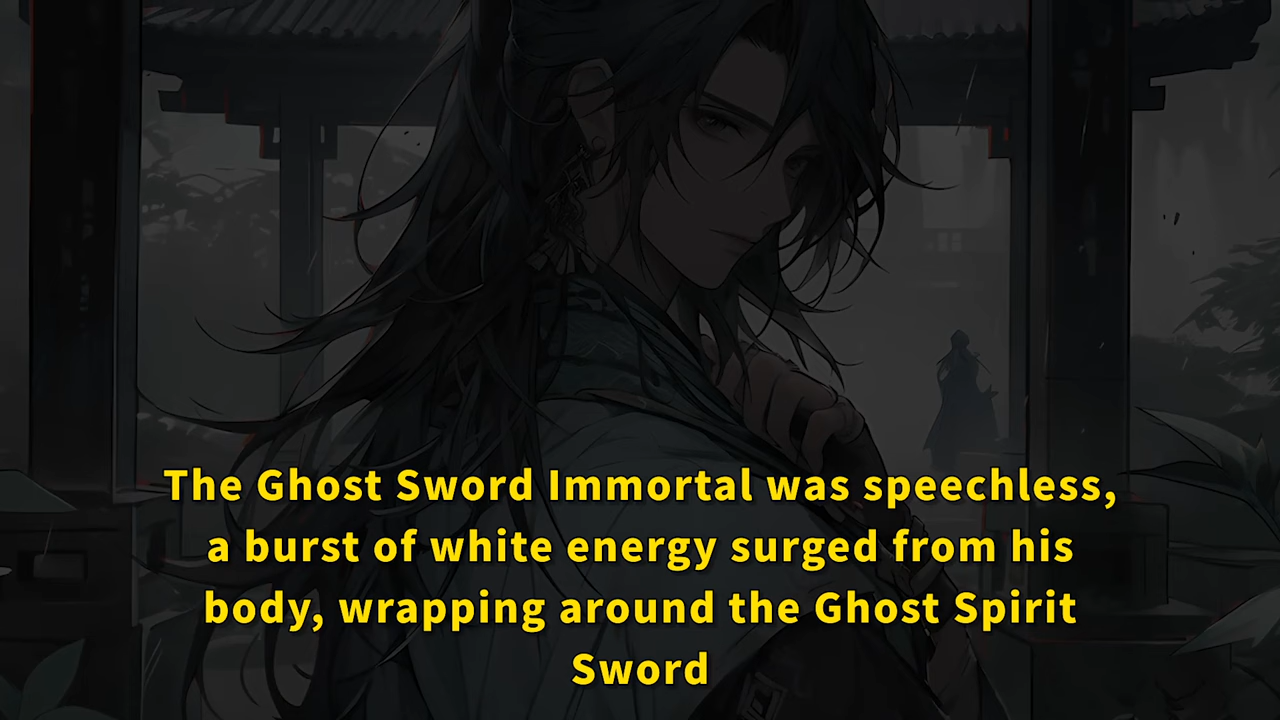 The Ghost Sword Immortal was speechless,
a burst of white energy surged from his
body, wrapping around the Ghost Spirit
Sword